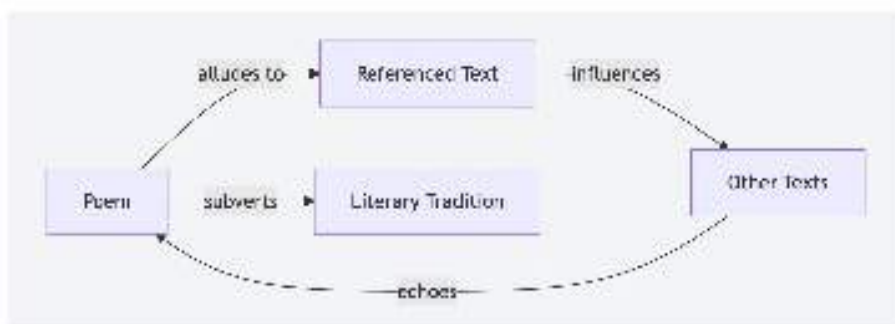 alludes to
Referenced Text
influences
Poem
subverts
Literary Tradition
Other Texts
echoes